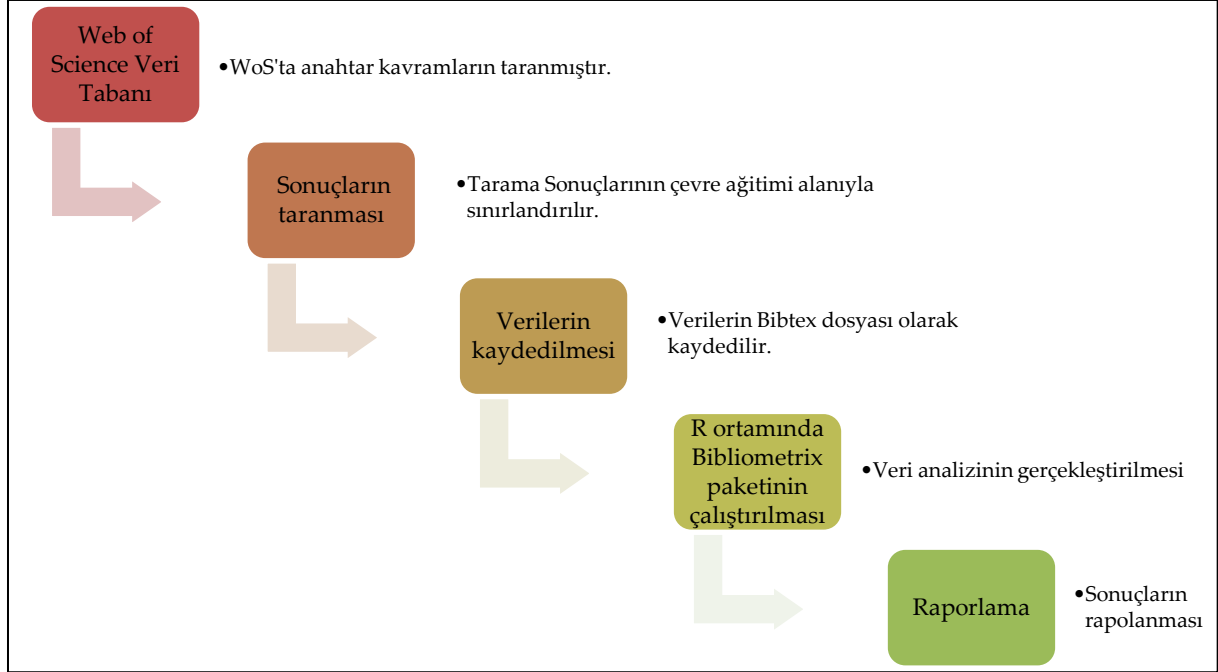 Web of
Science Veri
Tabanı
•WoS'ta anahtar kavramların taranmıştır.
Sonuçların
taranması
•Tarama Sonuçlarının çevre ağitimi alanıyla
sınırlandırılır.
Verilerin
kaydedilmesi
•Verilerin Bibtex dosyası olarak
kaydedilir.
R ortamında
Bibliometrix
paketinin
çalıştırılması
•Veri analizinin gerçekleştirilmesi
Raporlama
•Sonuçların
rapolanması